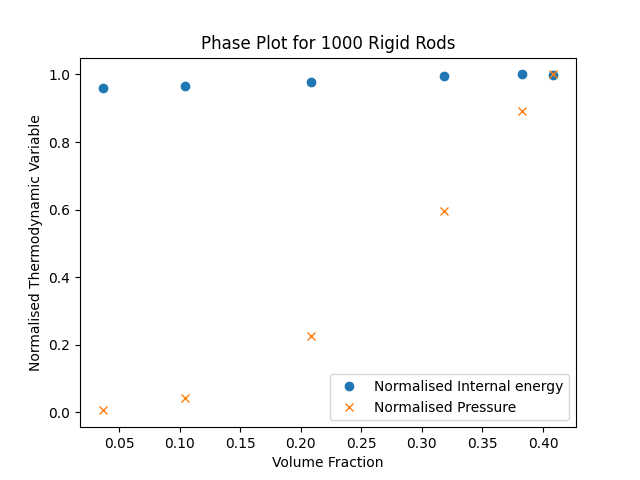 Phase Plot for 1000 Rigid Rods
Normalised Thermodynamic Variable
1.0
0.8
0.6
0.4
0.2
0.0
Normalised Internal energy
Normalised Pressure
0.05 0.10 0.15 0.20 0.25 0.30 0.35 0.40
Volume Fraction